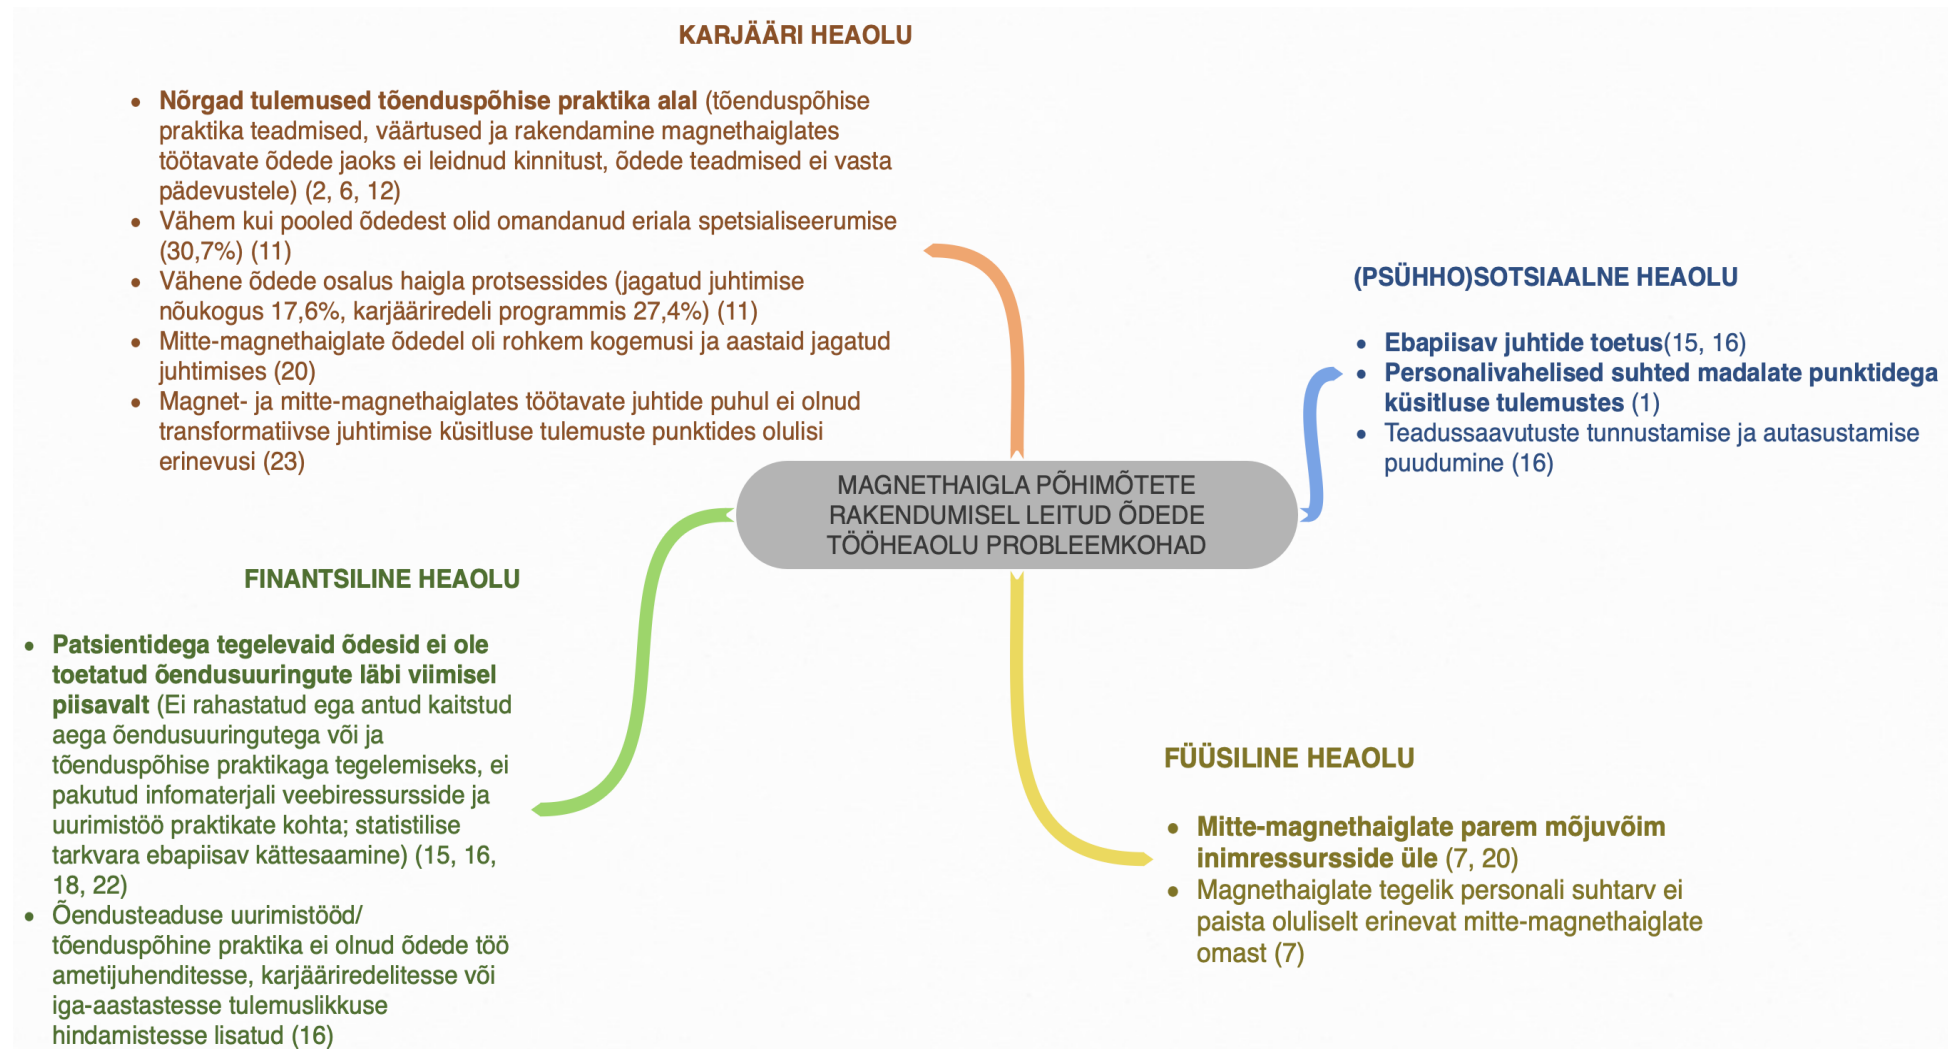 KARJÄÄRI HEAOLU
• Nõrgad tulemused tõenduspõhise praktika alal (tõenduspõhise
praktika teadmised, väärtused ja rakendamine magnethaiglates
töötavate õdede jaoks ei leidnud kinnitust, õdede teadmised ei vasta
pädevustele) (2, 6, 12)
• Vähem kui pooled õdedest olid omandanud eriala spetsialiseerumise
(30,7%) (11)
• Vähene õdede osalus haigla protsessides (jagatud juhtimise
nõukogus 17,6%, karjääriredeli programmis 27,4%) (11)
• Mitte-magnethaiglate õdedel oli rohkem kogemusi ja aastaid jagatud
juhtimises (20)
• Magnet- ja mitte-magnethaiglates töötavate juhtide puhul ei olnud
transformatiivse juhtimise küsitluse tulemuste punktides olulisi
erinevusi (23)
(PSÜHHO)SOTSIAALNE HEAOLU
• Ebapiisav juhtide toetus(15, 16)
• Personalivahelised suhted madalate punktidega
küsitluse tulemustes (1)
• Teadussaavutuste tunnustamise ja autasustamise
puudumine (16)
MAGNETHAIGLA PÕHIMÕTETE
RAKENDUMISEL LEITUD ÕDEDE
TÖÖHEAOLU PROBLEEMKOHAD
FINANTSILINE HEAOLU
• Patsientidega tegelevaid õdesid ei ole
toetatud õendusuuringute läbi viimisel
piisavalt (Ei rahastatud ega antud kaitstud
aega õendusuuringutega või ja
tõenduspõhise praktikaga tegelemiseks, ei
pakutud infomaterjali veebiressursside ja
uurimistöö praktikate kohta; statistilise
tarkvara ebapiisav kättesaamine) (15, 16,
18, 22)
• Õendusteaduse uurimistööd/
tõenduspõhine praktika ei olnud õdede töö
ametijuhenditesse, karjääriredelitesse või
iga-aastastesse tulemuslikkuse
hindamistesse lisatud (16)
FÜÜSILINE HEAOLU
• Mitte-magnethaiglate parem mõjuvõim
inimressursside üle (7, 20)
• Magnethaiglate tegelik personali suhtarv ei
paista oluliselt erinevat mitte-magnethaiglate
omast (7)